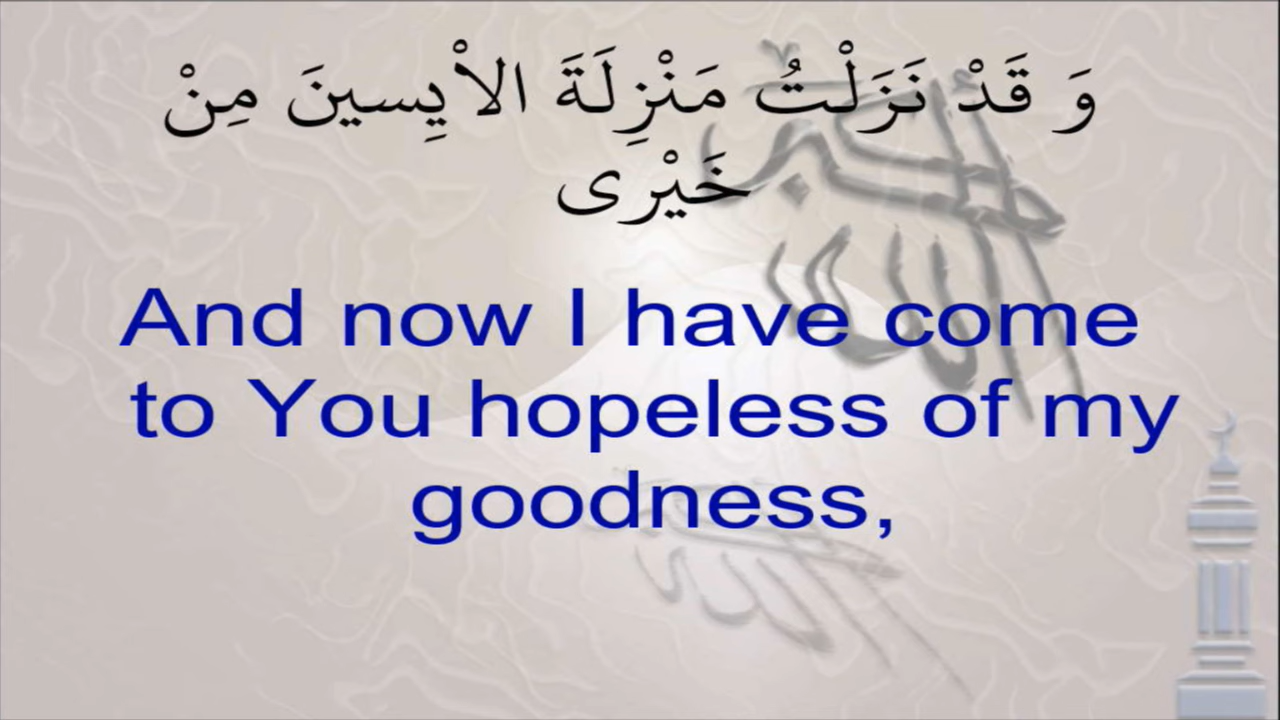 وَ قَدْ نَزَلْتُ مَنْزِلَةَ الاْيِسينَ مِنْ
خَيْرى
And now I have come
to You hopeless of my
goodness,